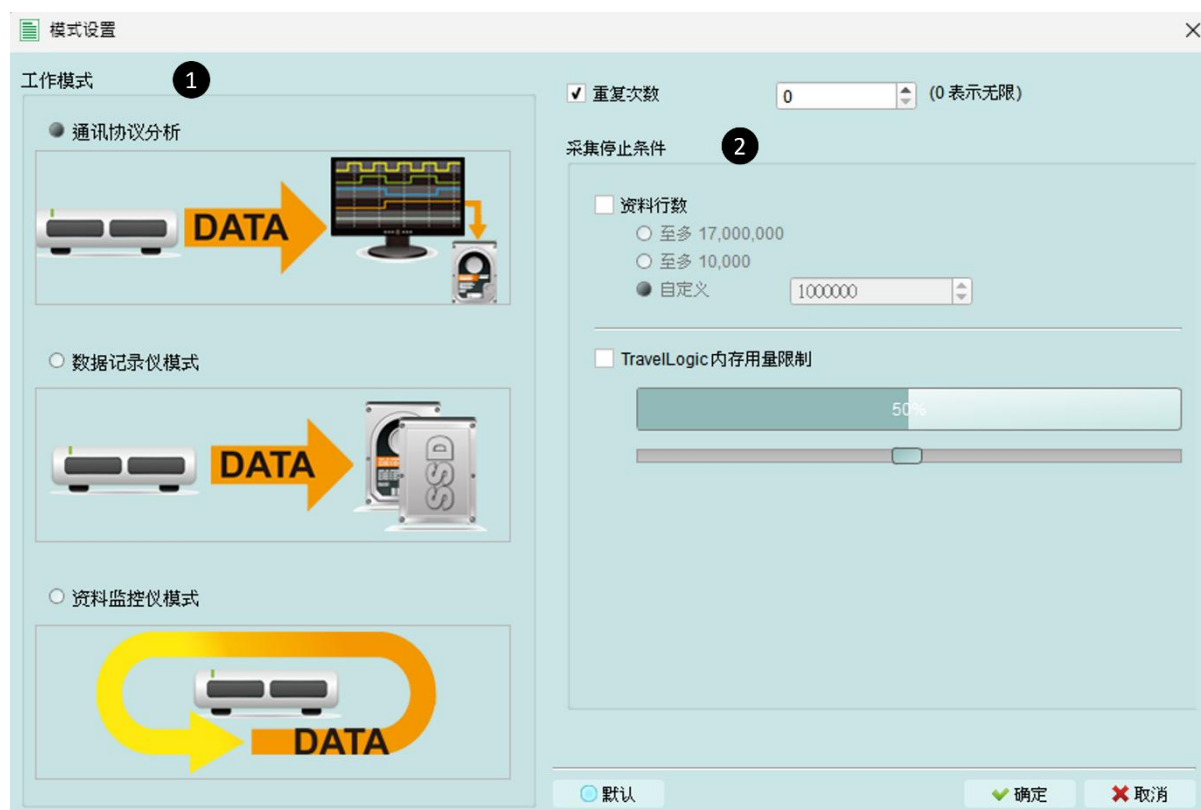 模式设置
工作模式
1
通讯协议分析
DATA
数据记录仪模式
DATA
SSD
资料监控仪模式
DATA
重复次数
0
(0 表示无限)
采集停止条件
2
资料行数
至多 17,000,000
至多 10,000
自定义
1000000
TravelLogic内存用量限制
50%
默认
确定
取消